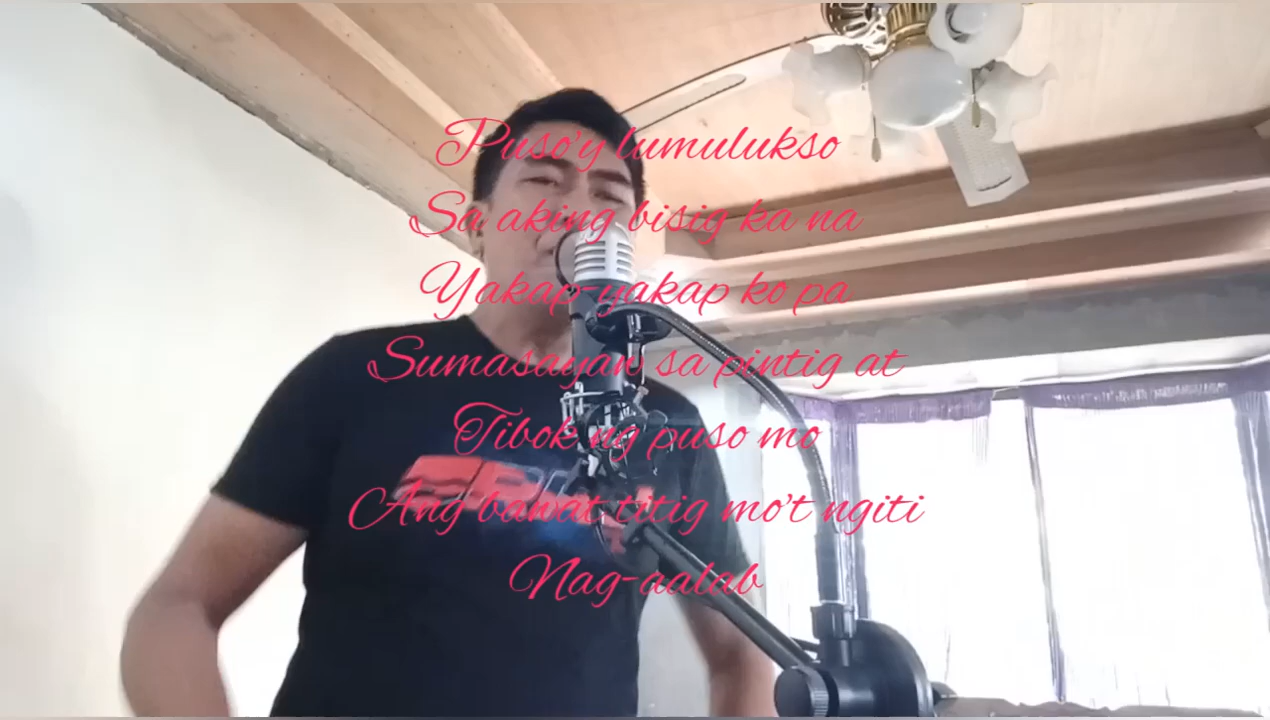 Puso'y lumulukso
Sa aking bisig ka na
Yakap-yakap ko pa
Sumasayaw sa pintig at
Tibok ng puso mo
Ang bawat titig mo't ngiti
Nag-aalab